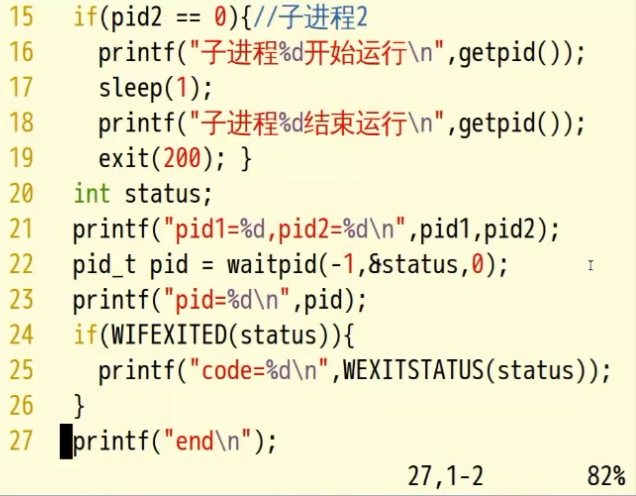 15   if(pid2 == 0){//子进程2
16     printf("子进程%d开始运行\n",getpid());
17     sleep(1);
18     printf("子进程%d结束运行\n",getpid());
19     exit(200); }
20   int status;
21   printf("pid1=%d,pid2=%d\n",pid1,pid2);
22   pid_t pid = waitpid(-1,&status,0);
23   printf("pid=%d\n",pid);
24   if(WIFEXITED(status)){
25     printf("code=%d\n",WEXITSTATUS(status));
26   }
27   printf("end\n");
27,1-2 82%